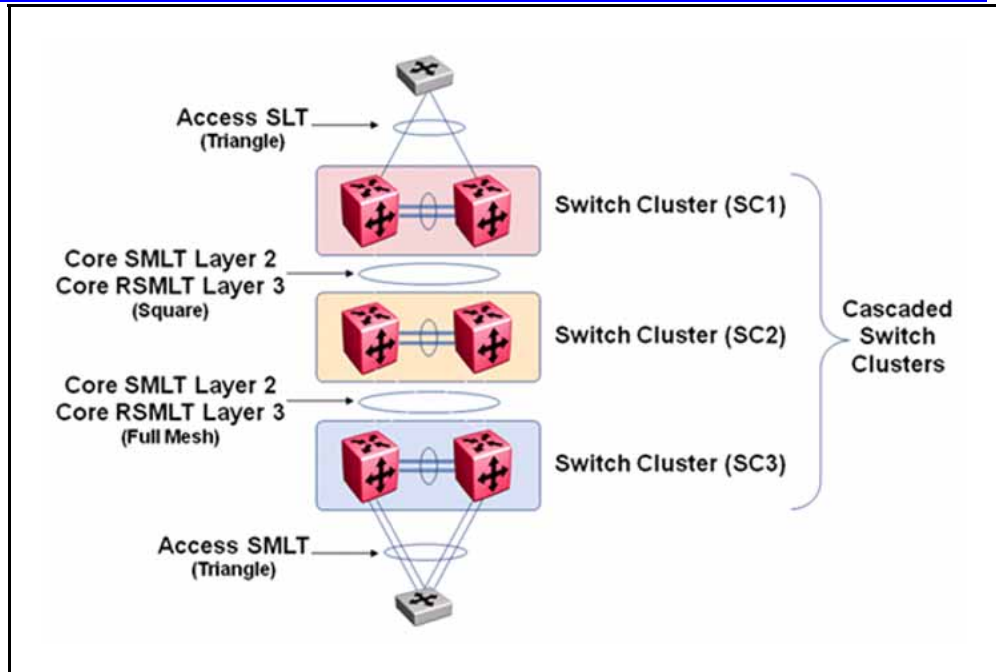 Access SLT
(Triangle)
Switch Cluster (SC1)
Core SMLT Layer 2
Core RSMLT Layer 3
(Square)
Switch Cluster (SC2)
Cascaded
Switch
Clusters
Core SMLT Layer 2
Core RSMLT Layer 3
(Full Mesh)
Switch Cluster (SC3)
Access SMLT
(Triangle)